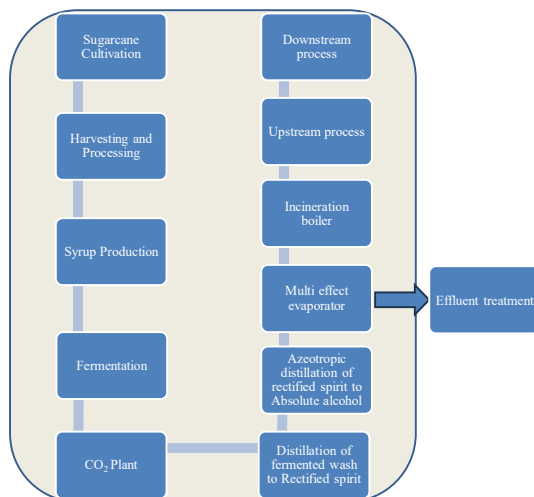 Sugarcane
Cultivation
Harvesting and
Processing
Syrup Production
Fermentation
CO₂ Plant
Downstream
process
Upstream process
Incineration
boiler
Multi effect
evaporator
Azeotropic
distillation of
rectified spirit to
Absolute alcohol
Distillation of
fermented wash
to Rectified spirit
Effluent treatment